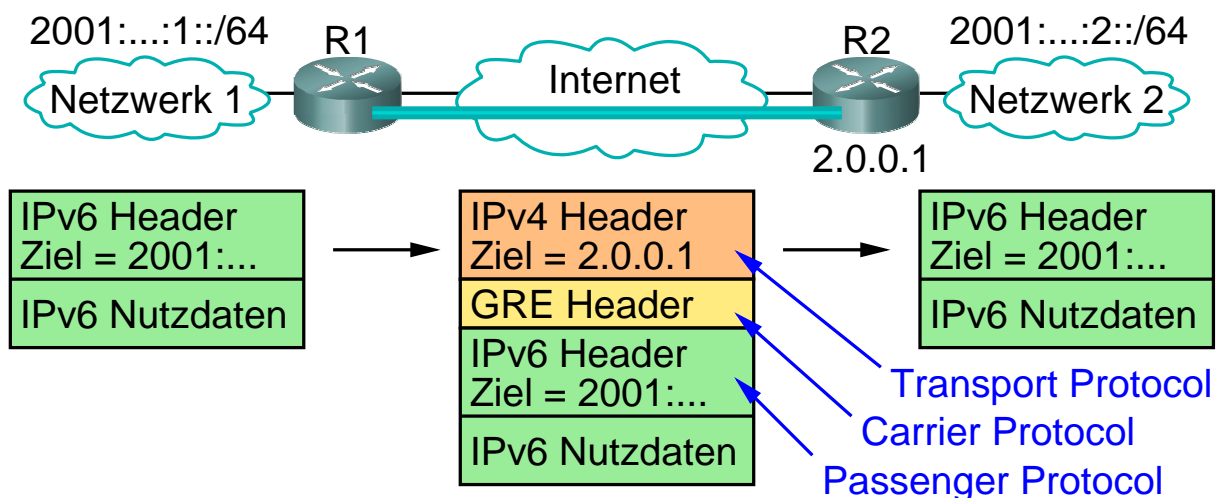 2001:...:1::/64
R1
R2
2001:...:2::/64
Netzwerk 1
Internet
Netzwerk 2
2.0.0.1
IPv6 Header
Ziel = 2001:...
IPv6 Nutzdaten
IPv4 Header
Ziel = 2.0.0.1
GRE Header
IPv6 Header
Ziel = 2001:...
IPv6 Nutzdaten
IPv6 Header
Ziel = 2001:...
IPv6 Nutzdaten
Transport Protocol
Carrier Protocol
Passenger Protocol